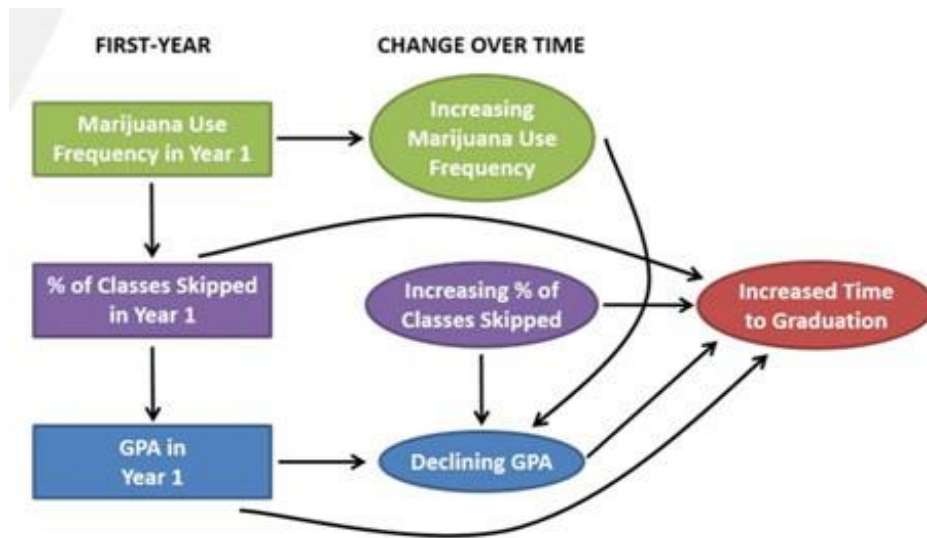 FIRST-YEAR
CHANGE OVER TIME
Marijuana Use
Frequency in Year 1
Increasing
Marijuana Use
Frequency
% of Classes Skipped
in Year 1
Increasing % of
Classes Skipped
Increased Time
to Graduation
GPA in
Year 1
Declining GPA